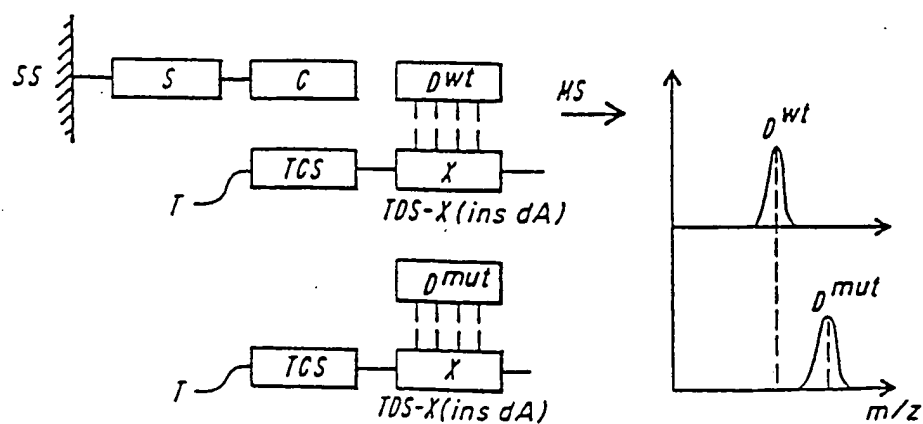 SS S C D wt MS
T TCS X
TDS-X(ins dA)
D mut
T TCS X
TDS-X(ins dA)
D wt
D mut
m/z